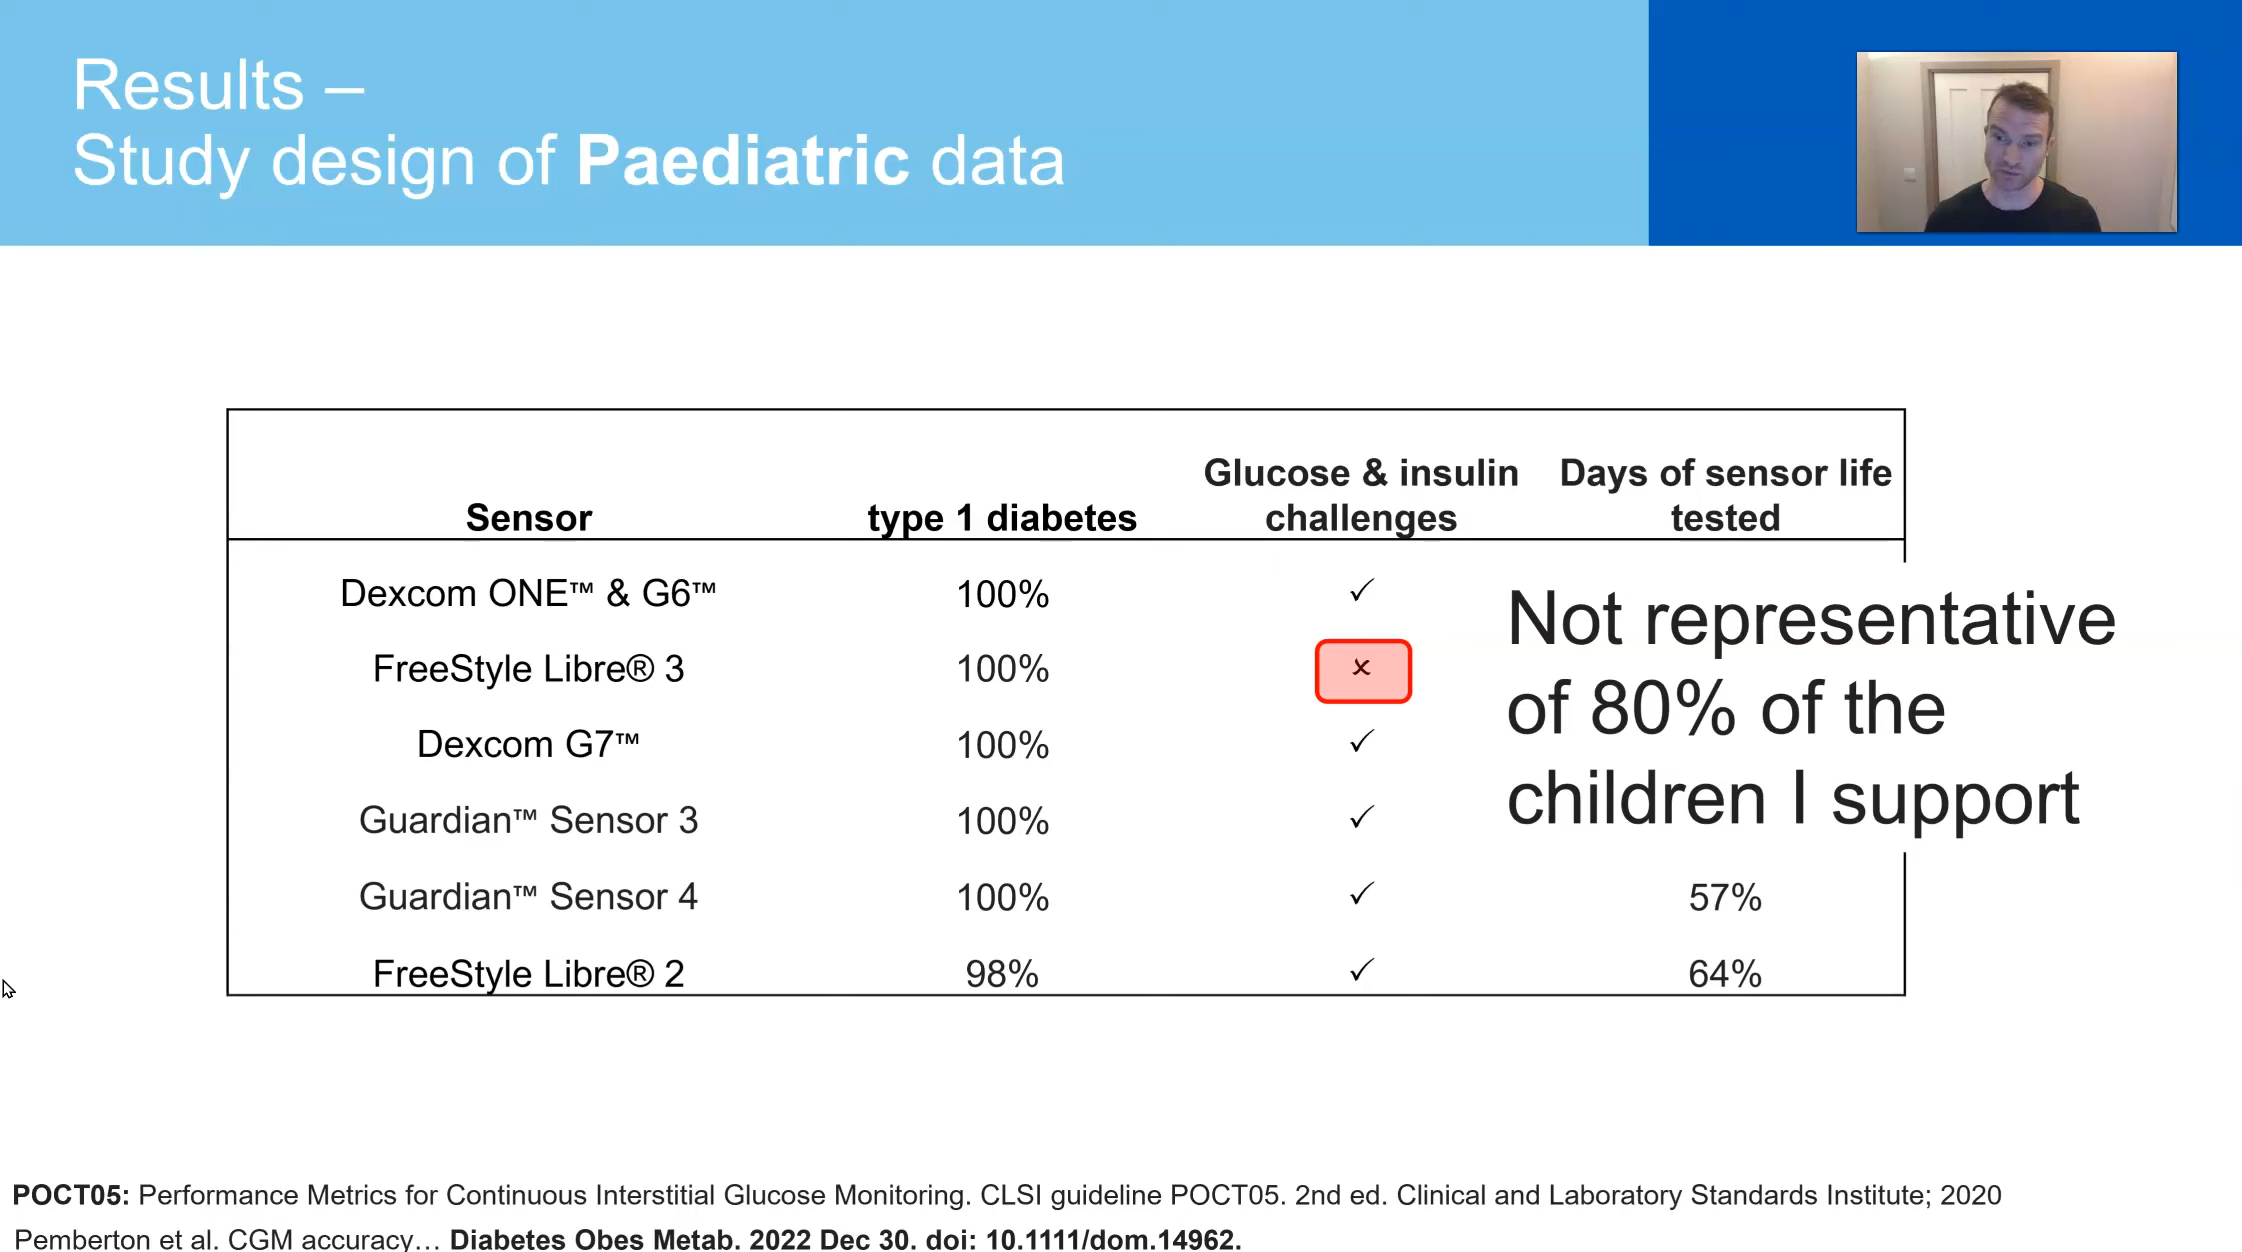 Results –
Study design of Paediatric data
Sensor type 1 diabetes Glucose & insulin challenges Days of sensor life tested
Dexcom ONE™ & G6™ 100% ✓
FreeStyle Libre® 3 100% ✗
Dexcom G7™ 100% ✓
Guardian™ Sensor 3 100% ✓
Guardian™ Sensor 4 100% ✓ 57%
FreeStyle Libre® 2 98% ✓ 64%
Not representative
of 80% of the
children I support
POCT05: Performance Metrics for Continuous Interstitial Glucose Monitoring. CLSI guideline POCT05. 2nd ed. Clinical and Laboratory Standards Institute; 2020
Pemberton et al. CGM accuracy… Diabetes Obes Metab. 2022 Dec 30. doi: 10.1111/dom.14962.